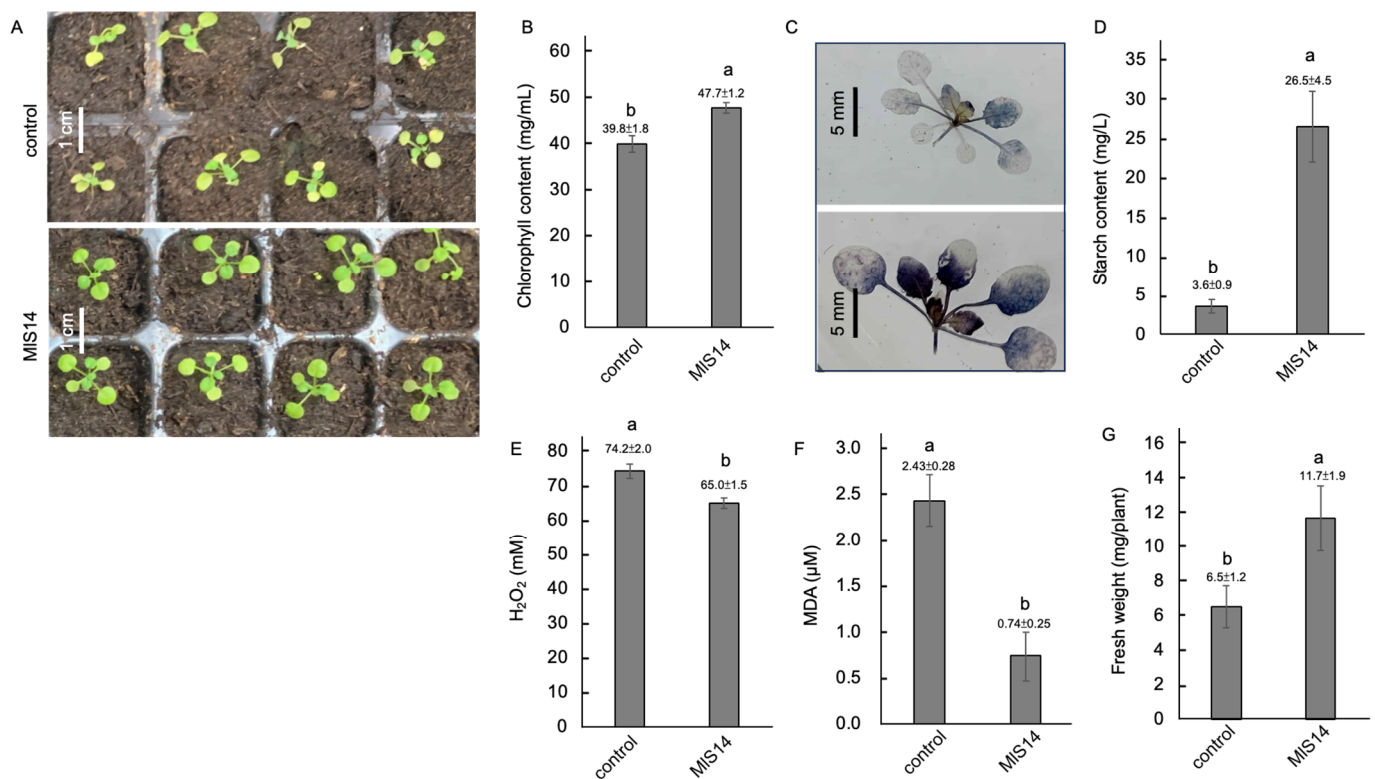 A
control
1 cm
MIS14
1 cm
B
Chlorophyll content (mg/mL)
60
50
40
30
20
10
0
b
39.8±1.8
a
47.7±1.2
control
MIS14
C
5 mm
5 mm
D
Starch content (mg/L)
35
30
25
20
15
10
5
0
b
3.6±0.9
a
26.5±4.5
control
MIS14
E
H₂O₂ (mM)
80
70
60
50
40
30
20
10
0
a
74.2±2.0
b
65.0±1.5
control
MIS14
F
MDA (µM)
3.0
2.5
2.0
1.5
1.0
0.5
0.0
a
2.43±0.28
b
0.74±0.25
control
MIS14
G
Fresh weight (mg/plant)
16
14
12
10
8
6
4
2
0
b
6.5±1.2
a
11.7±1.9
control
MIS14